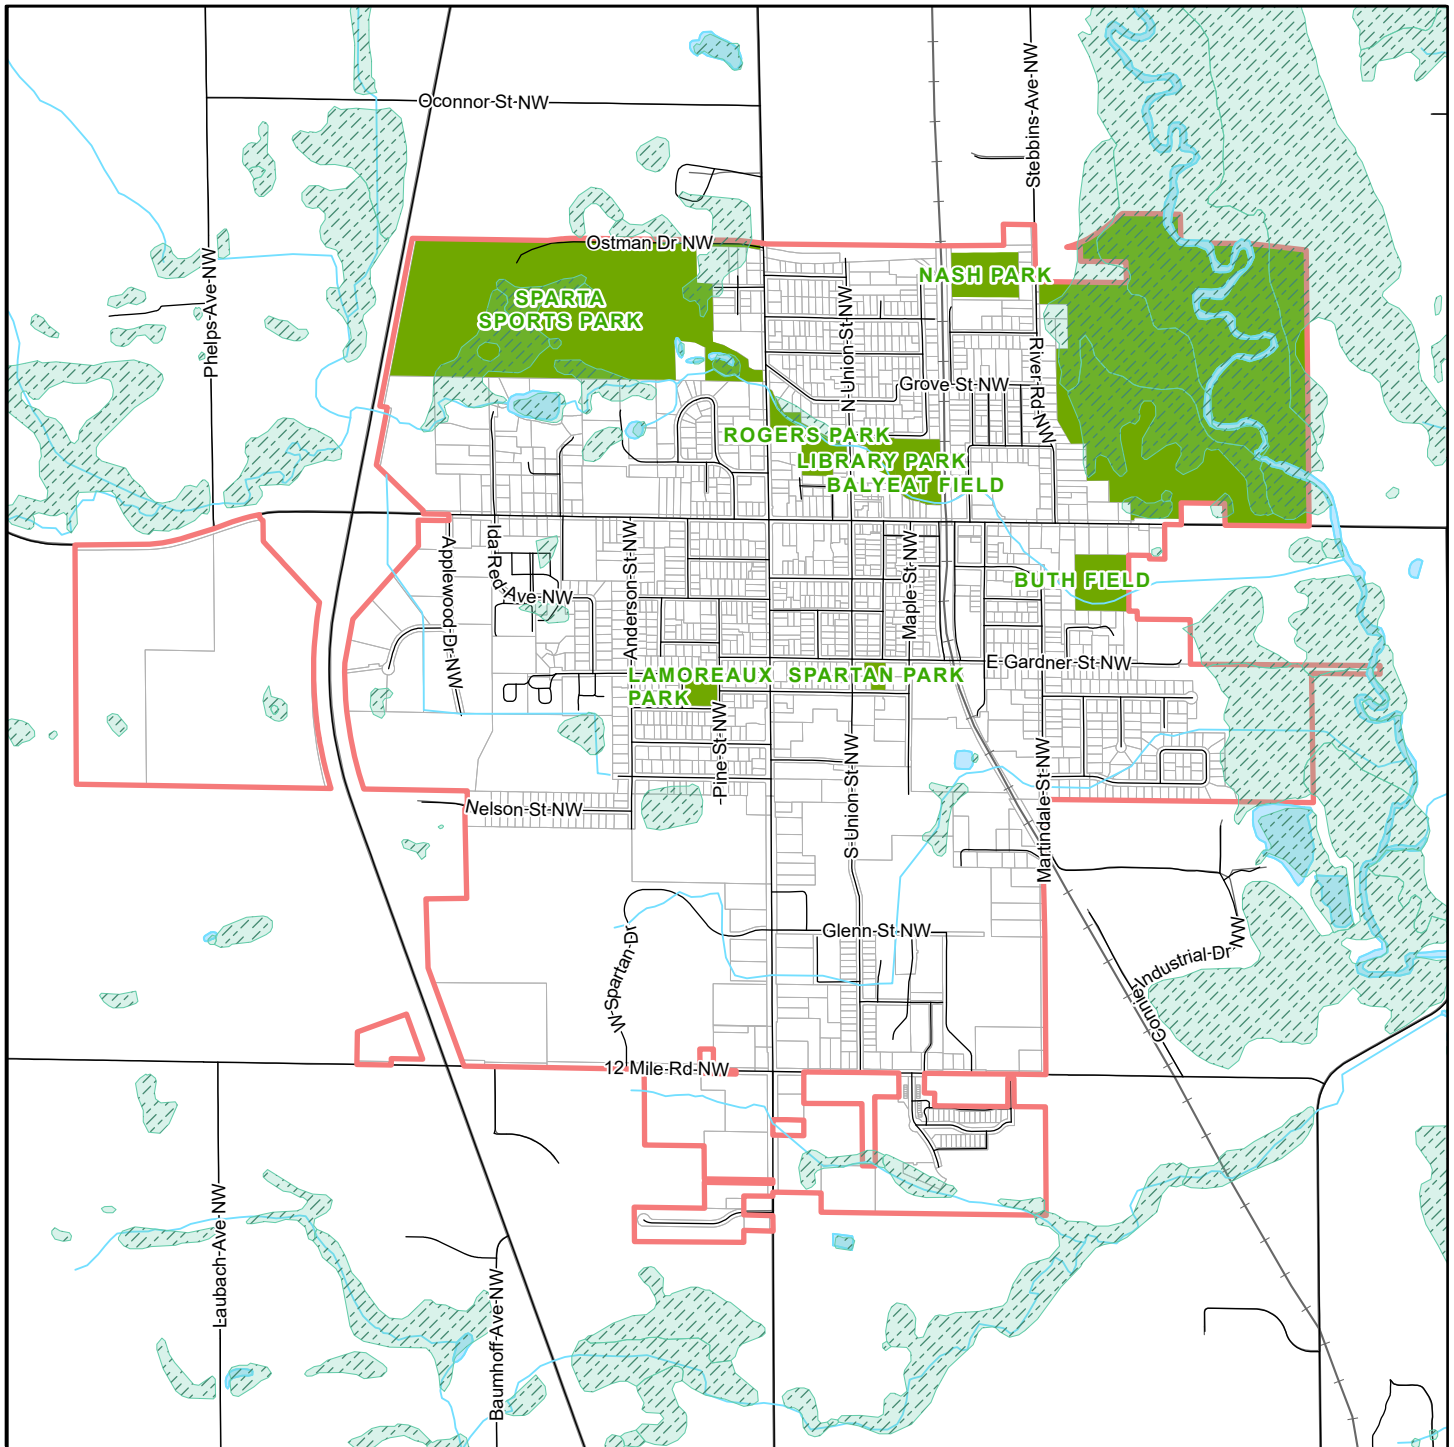 Oconnor-St-NW
Stebbins-Ave-NW
Phelps-Ave-NW
Ostman Dr NW
NASH PARK
SPARTA
SPORTS PARK
N-Union-St-NW
River-Rd-NW
Grove-St-NW
ROGERS PARK
LIBRARY PARK
BALYEAT FIELD
Applewood-Dr-NW
Ida-Red-Ave-NW
Anderson-St-NW
Maple-St-NW
BUTH FIELD
E-Gardner-St-NW
LAMOREAUX
PARK
SPARTAN PARK
Pine-St-NW
S-Union-St-NW
Martindale-St-NW
Nelson-St-NW
W-Spartan-Dr
Glenn-St-NW
Industrial-Dr-NW
Connie
12 Mile-Rd-NW
Laubach-Ave-NW
Baumhoff-Ave-NW